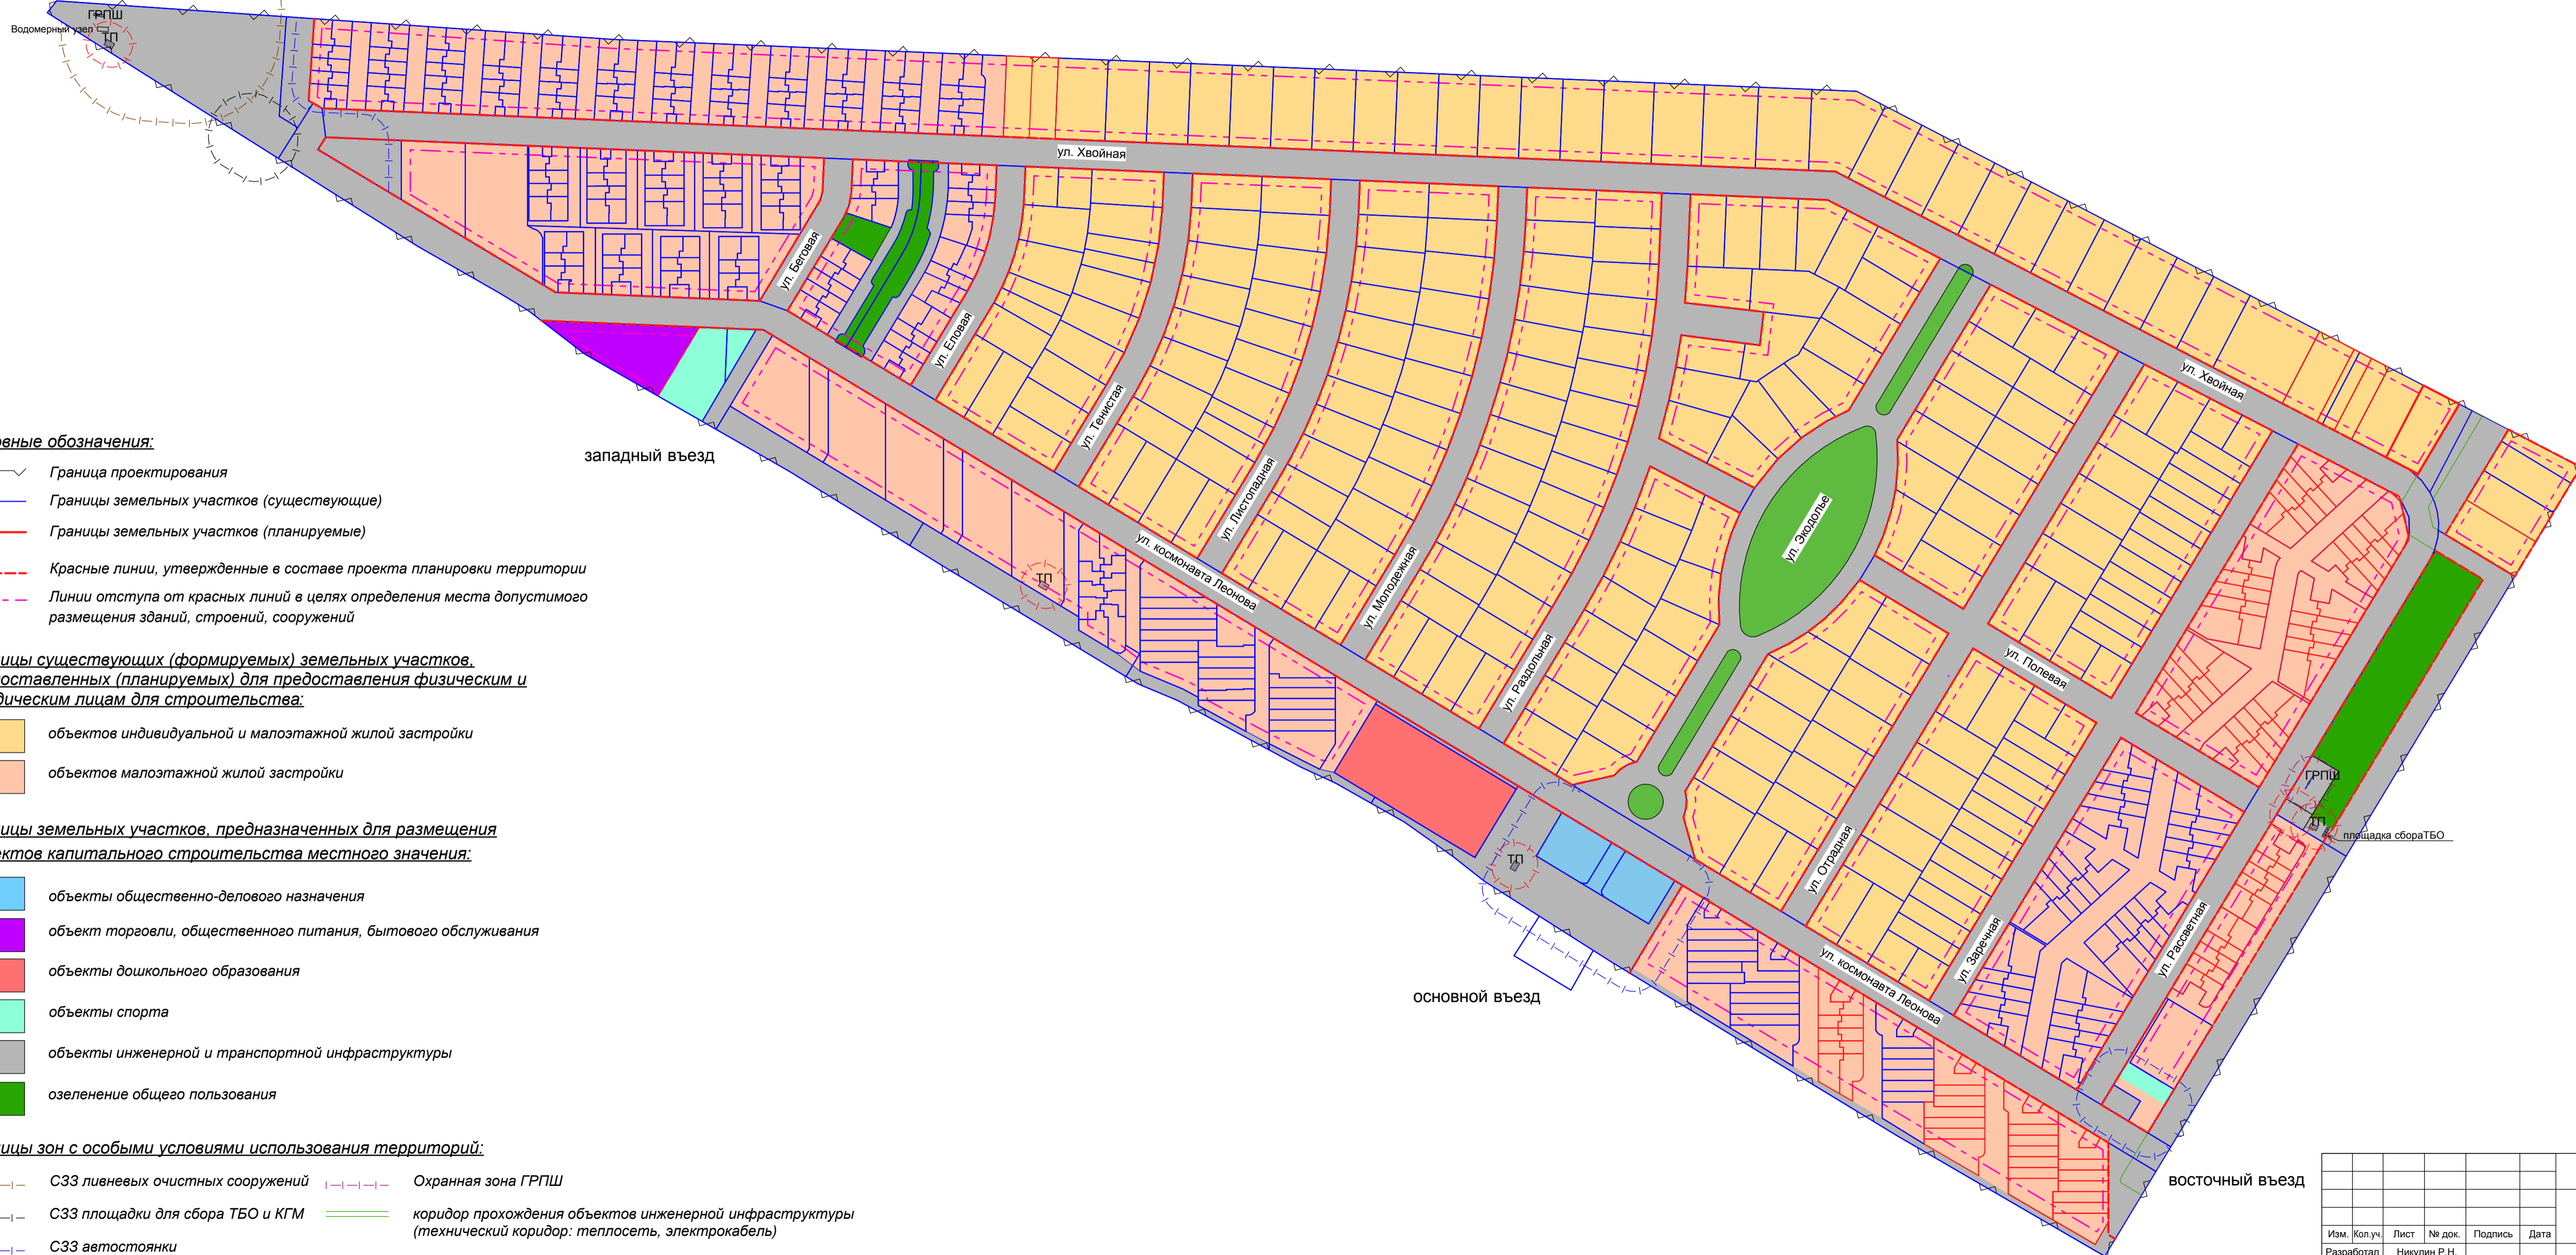 ГРПШ
Водомерный узел
ТП
ул. Хвойная
ул. Беговая
ул. Еловая
ул. Тенистая
ул. Листопадная
ул. Молодежная
ул. Раздольная
ул. Экодолье
ул. Хвойная
ул. Полевая
ул. Отрадная
ул. Заречная
ул. Рассветная
ул. космонавта Леонова
ул. космонавта Леонова
ТП
ТП
ГРПШ
ТП
площадка сбораТБО
западный въезд
основной въезд
восточный въезд
овные обозначения:
Граница проектирования
Границы земельных участков (существующие)
Границы земельных участков (планируемые)
Красные линии, утвержденные в составе проекта планировки территории
Линии отступа от красных линий в целях определения места допустимого
размещения зданий, строений, сооружений
ницы существующих (формируемых) земельных участков,
оставленных (планируемых) для предоставления физическим и
дическим лицам для строительства:
объектов индивидуальной и малоэтажной жилой застройки
объектов малоэтажной жилой застройки
ницы земельных участков, предназначенных для размещения
ектов капитального строительства местного значения:
объекты общественно-делового назначения
объект торговли, общественного питания, бытового обслуживания
объекты дошкольного образования
объекты спорта
объекты инженерной и транспортной инфраструктуры
озеленение общего пользования
ницы зон с особыми условиями использования территорий:
СЗЗ ливневых очистных сооружений
Охранная зона ГРПШ
СЗЗ площадки для сбора ТБО и КГМ
коридор прохождения объектов инженерной инфраструктуры
(технический коридор: теплосеть, электрокабель)
СЗЗ автостоянки
Изм. Кол.уч. Лист № док. Подпись Дата
Разработал Никулин Р.Н.